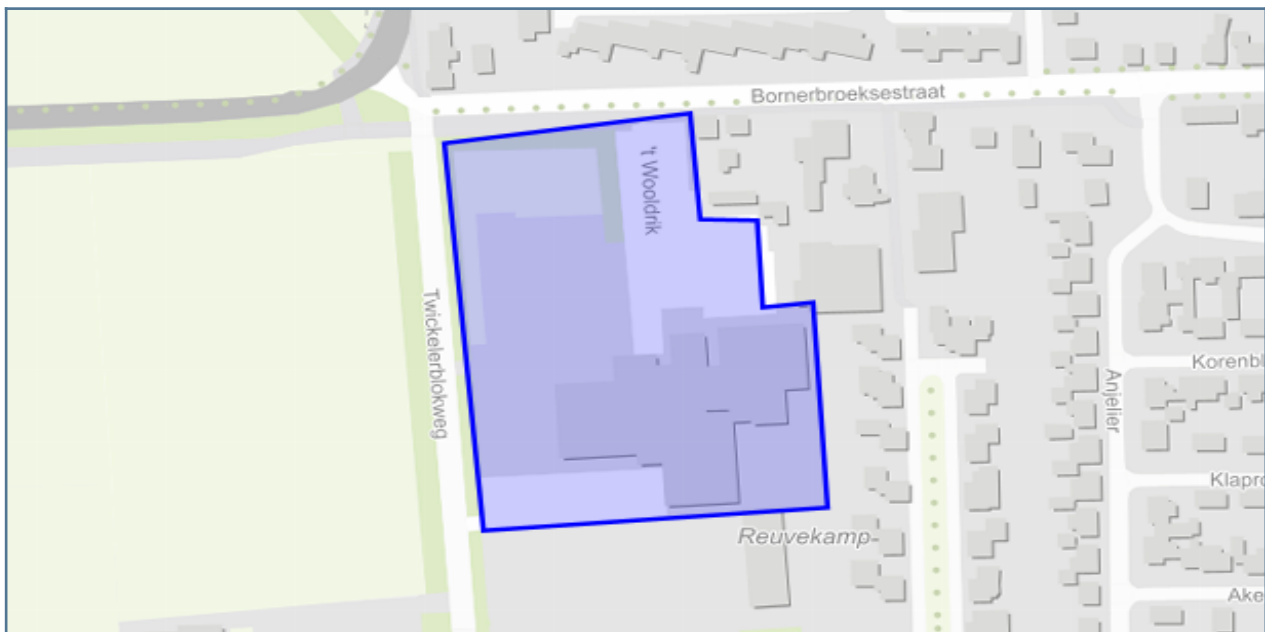 Bornerbroeksestraat
't Wooldrik
Twickelerblokweg
Korenbl
Anjelier
Klapro
Reuvekamp
Ake